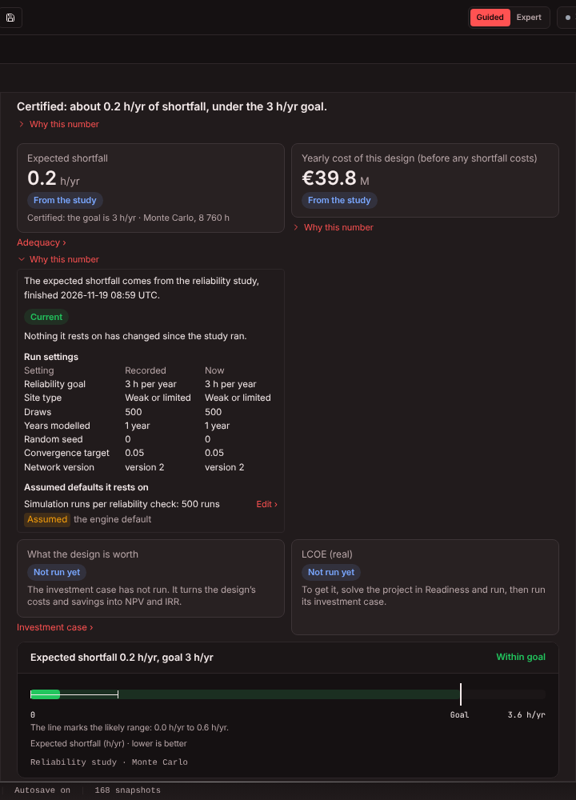 Guided Expert
Certified: about 0.2 h/yr of shortfall, under the 3 h/yr goal.
Why this number
Expected shortfall
0.2 h/yr
From the study
Certified: the goal is 3 h/yr · Monte Carlo, 8 760 h
Yearly cost of this design (before any shortfall costs)
€39.8 M
From the study
Why this number
Adequacy ›
Why this number
The expected shortfall comes from the reliability study,
finished 2026-11-19 08:59 UTC.
Current
Nothing it rests on has changed since the study ran.
Run settings
Setting Recorded Now
Reliability goal 3 h per year 3 h per year
Site type Weak or limited Weak or limited
Draws 500 500
Years modelled 1 year 1 year
Random seed 0 0
Convergence target 0.05 0.05
Network version version 2 version 2
Assumed defaults it rests on
Simulation runs per reliability check: 500 runs Edit ›
Assumed the engine default
What the design is worth
Not run yet
The investment case has not run. It turns the design's
costs and savings into NPV and IRR.
LCOE (real)
Not run yet
To get it, solve the project in Readiness and run, then run
its investment case.
Investment case ›
Expected shortfall 0.2 h/yr, goal 3 h/yr Within goal
0 Goal 3.6 h/yr
The line marks the likely range: 0.0 h/yr to 0.6 h/yr.
Expected shortfall (h/yr) · lower is better
Reliability study · Monte Carlo
Autosave on 168 snapshots